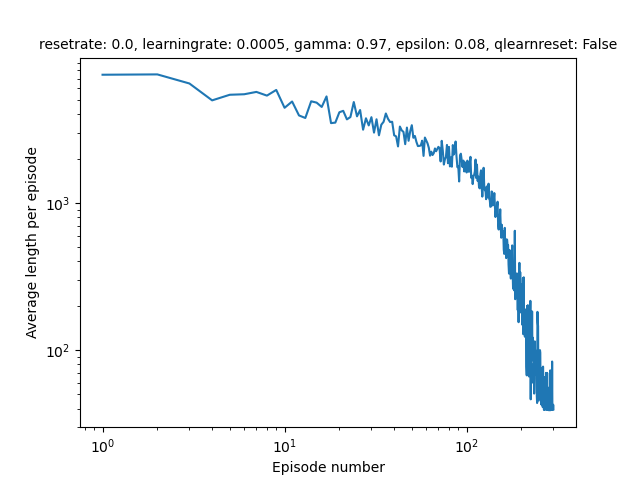 resetrate: 0.0, learningrate: 0.0005, gamma: 0.97, epsilon: 0.08, qlearnreset: False
Average length per episode
10³
10²
10⁰ 10¹ 10²
Episode number